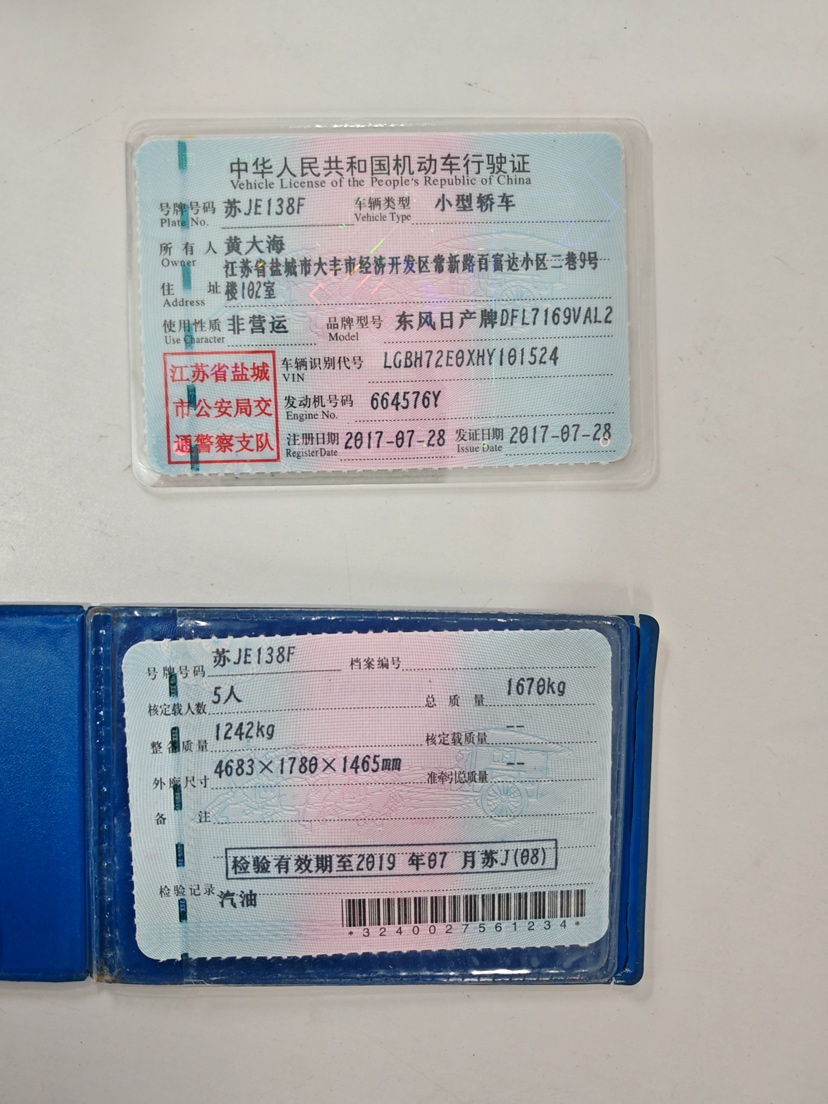 中华人民共和国机动车行驶证
Vehicle License of the People's Republic of China
号牌号码 苏JE138F 车辆类型 小型轿车
Plate No. Vehicle Type
所有人 黄大海
Owner
江苏省盐城市大丰市经济开发区常新路百富达小区二巷9号
住址 楼102室
Address
使用性质 非营运 品牌型号 东风日产牌DFL7169VAL2
Use Character Model
江苏省盐城
市公安局交
通警察支队
车辆识别代号 LGBH72E0XHY101524
VIN
发动机号码 664576Y
Engine No.
注册日期 2017-07-28 发证日期 2017-07-28
Register Date Issue Date
号牌号码 苏JE138F 档案编号
核定载人数 5人 总质量 1670kg
整备质量 1242kg 核定载质量 --
外廓尺寸 4683×1780×1465mm 准牵引总质量 --
备注
检验有效期至2019 年07 月苏J(08)
检验记录 汽油
*3240027561234*